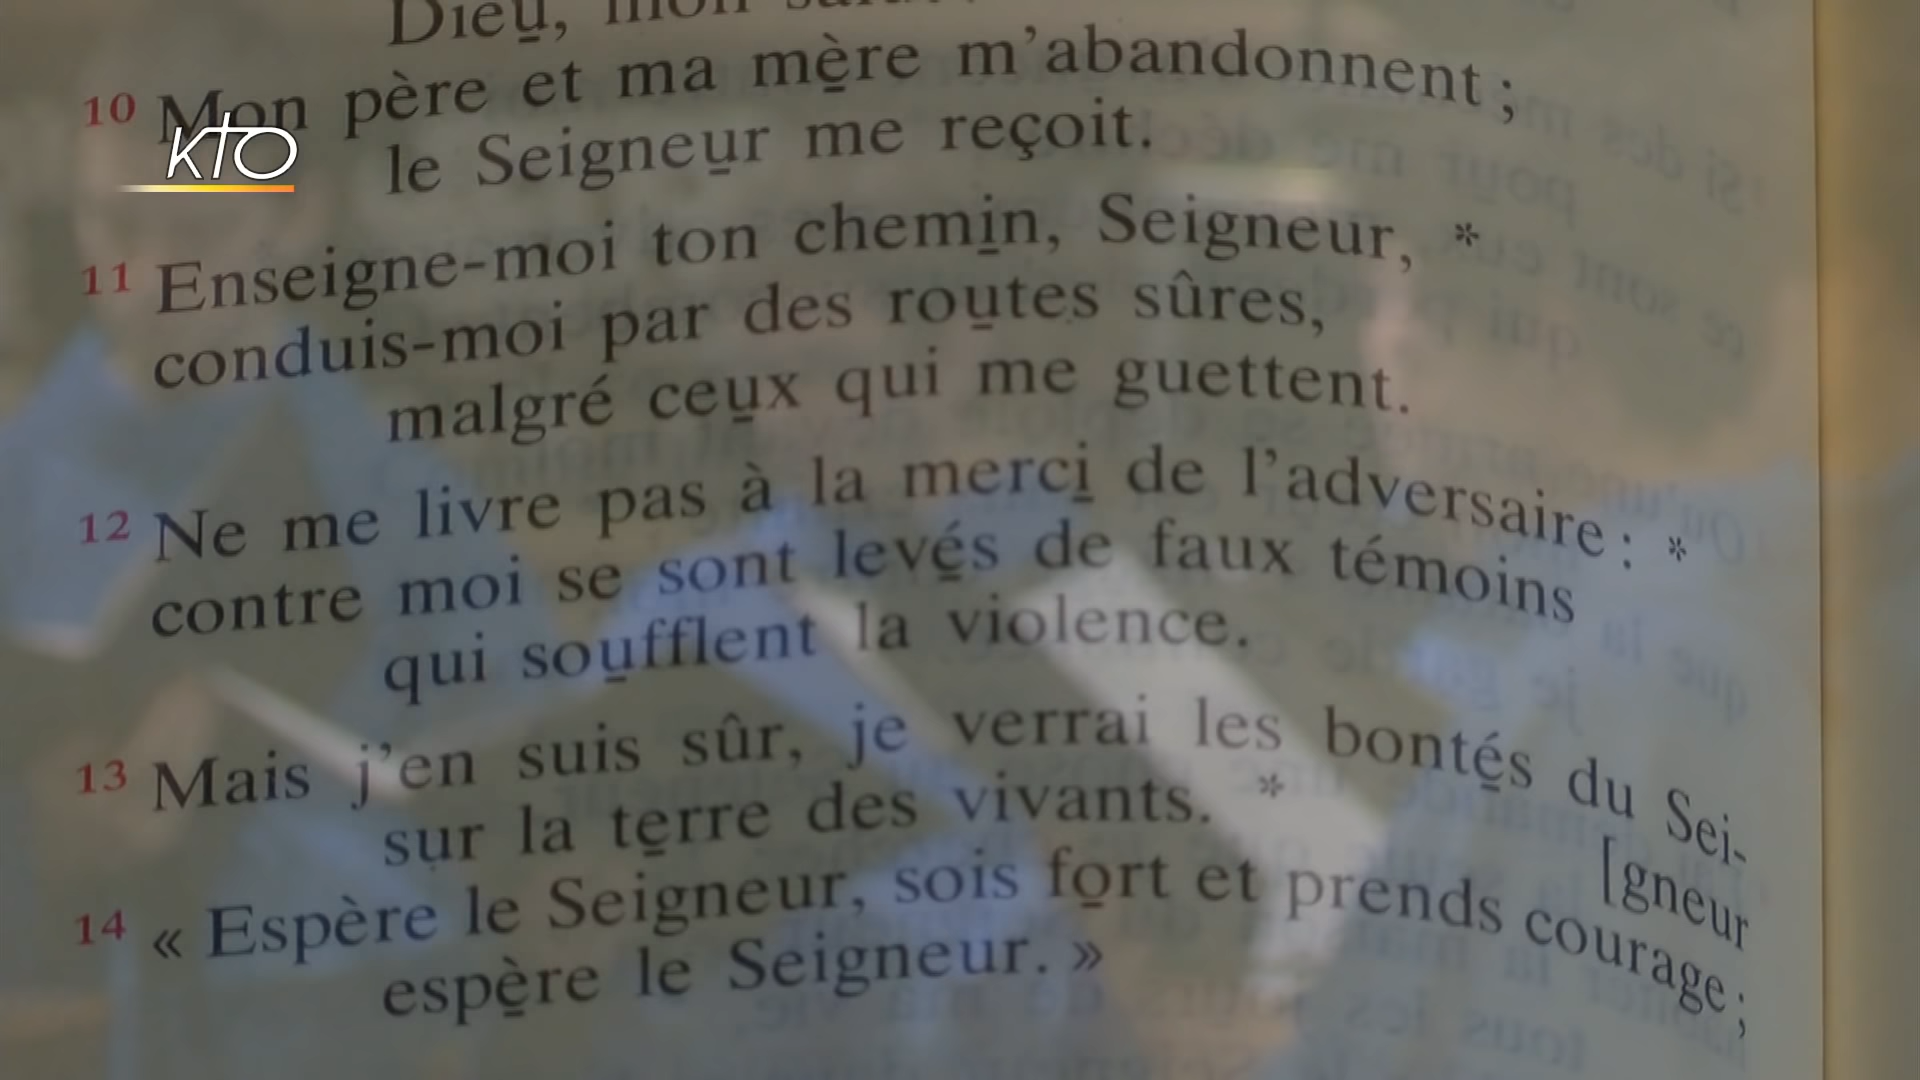 Dieu, mon
10 Mon père et ma mère m'abandonnent ;
le Seigneur me reçoit.
KTO
11 Enseigne-moi ton chemin, Seigneur, *
conduis-moi par des routes sûres,
malgré ceux qui me guettent.
12 Ne me livre pas à la merci de l'adversaire : *
contre moi se sont levés de faux témoins
qui soufflent la violence.
13 Mais j'en suis sûr, je verrai les bontés du Sei-
[gneur
sur la terre des vivants. *
14 « Espère le Seigneur, sois fort et prends courage ;
espère le Seigneur. »